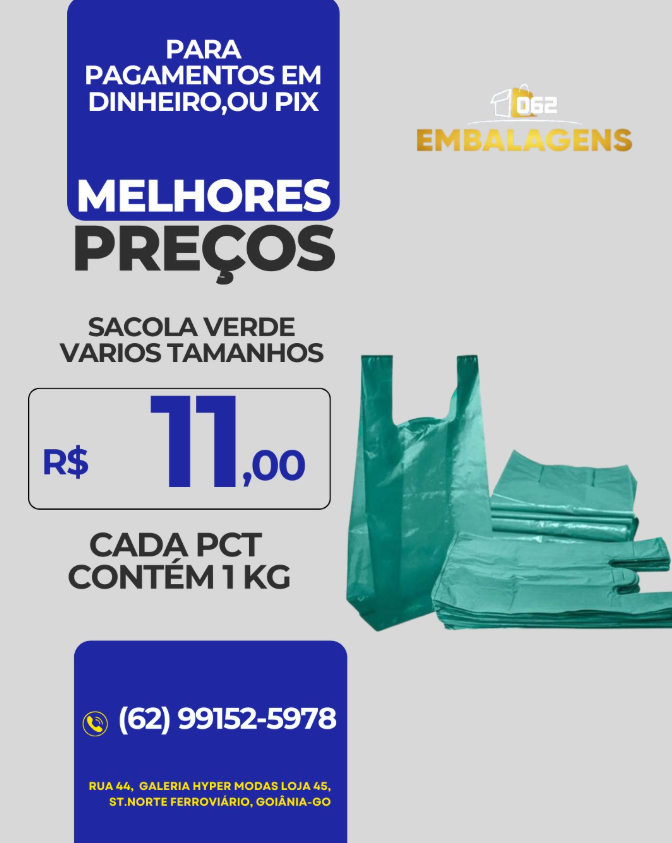 PARA
PAGAMENTOS EM
DINHEIRO,OU PIX
MELHORES
PREÇOS
062
EMBALAGENS
SACOLA VERDE
VARIOS TAMANHOS
R$ 11,00
CADA PCT
CONTÉM 1 KG
(62) 99152-5978
RUA 44, GALERIA HYPER MODAS LOJA 45,
ST.NORTE FERROVIÁRIO, GOIÂNIA-GO